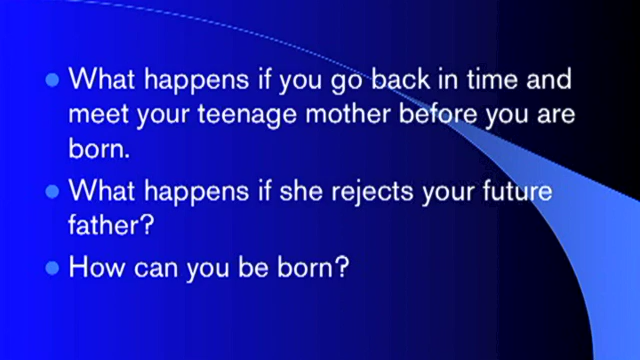 What happens if you go back in time and
meet your teenage mother before you are
born.
What happens if she rejects your future
father?
How can you be born?